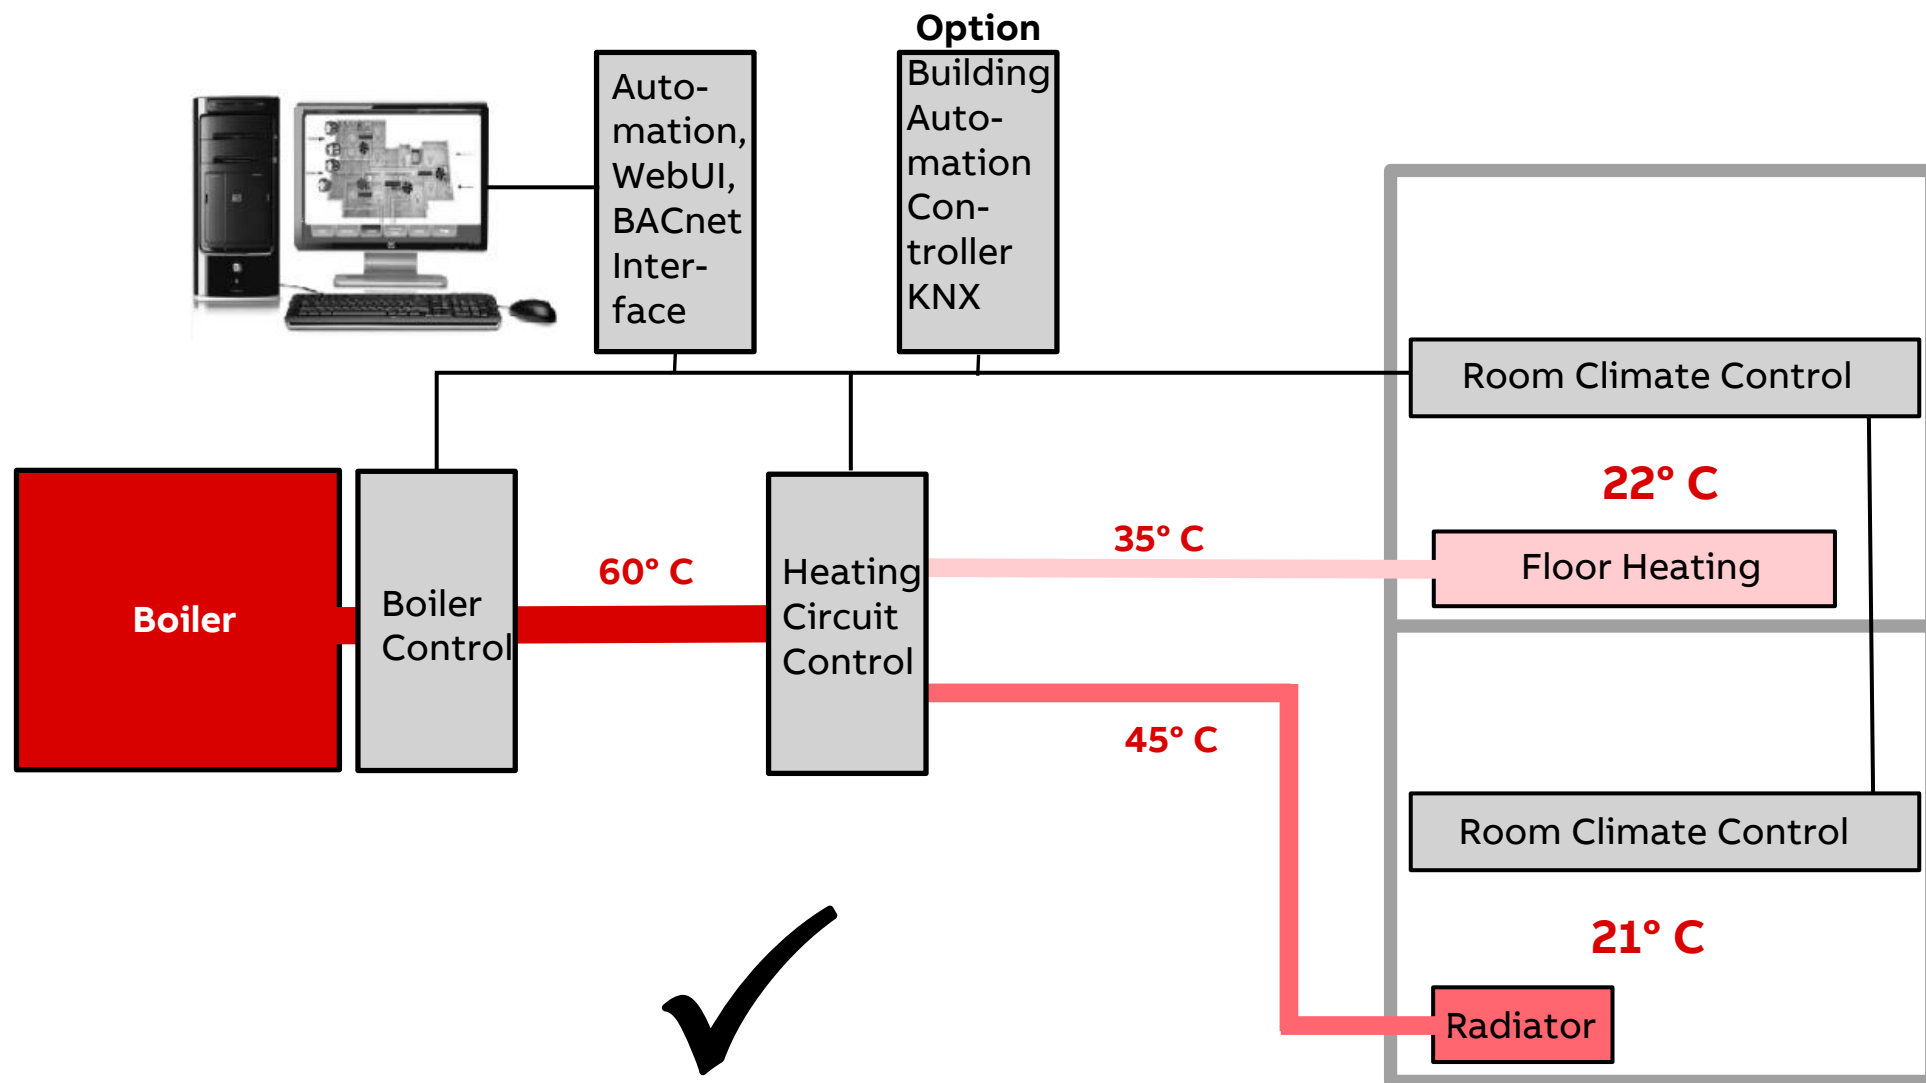 Option
Auto-
mation,
WebUI,
BACnet
Inter-
face
Building
Auto-
mation
Con-
troller
KNX
Room Climate Control
22° C
Floor Heating
35° C
60° C
Boiler
Boiler
Control
Heating
Circuit
Control
45° C
Room Climate Control
21° C
Radiator